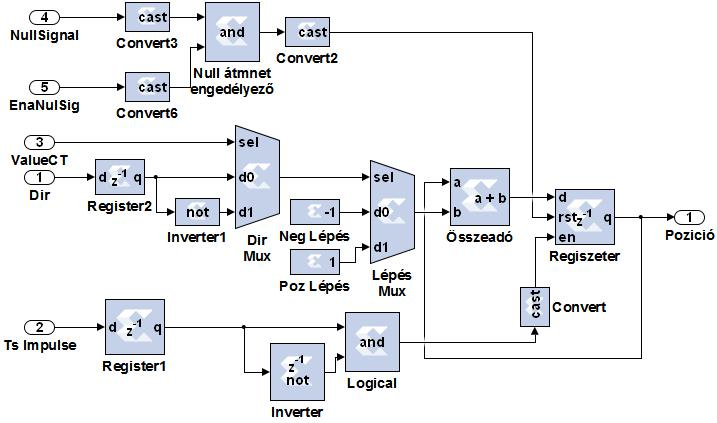 4
cast
NullSignal
Convert3
and
cast
Convert2
Null átmnet
engedélyező
5
cast
EnaNulSig
Convert6
3
ValueCT
sel
d0
d1
Dir
Mux
1
Dir
d z-1 q
Register2
not
Inverter1
-1
Neg Lépés
1
Poz Lépés
sel
d0
d1
Lépés
Mux
a
b
a + b
Összeadó
d
rst z-1 q
en
Regiszeter
1
Pozició
cast
Convert
2
Ts Impulse
d z-1 q
Register1
z-1
not
Inverter
and
Logical